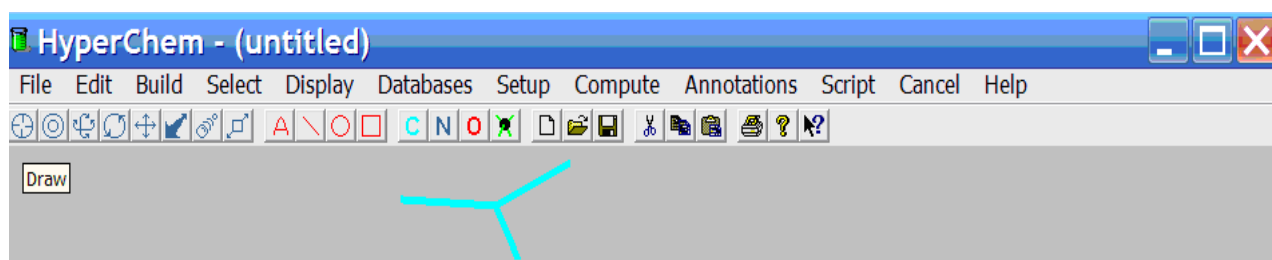 HyperChem - (untitled)
File Edit Build Select Display Databases Setup Compute Annotations Script Cancel Help
A C N O ? ?
Draw